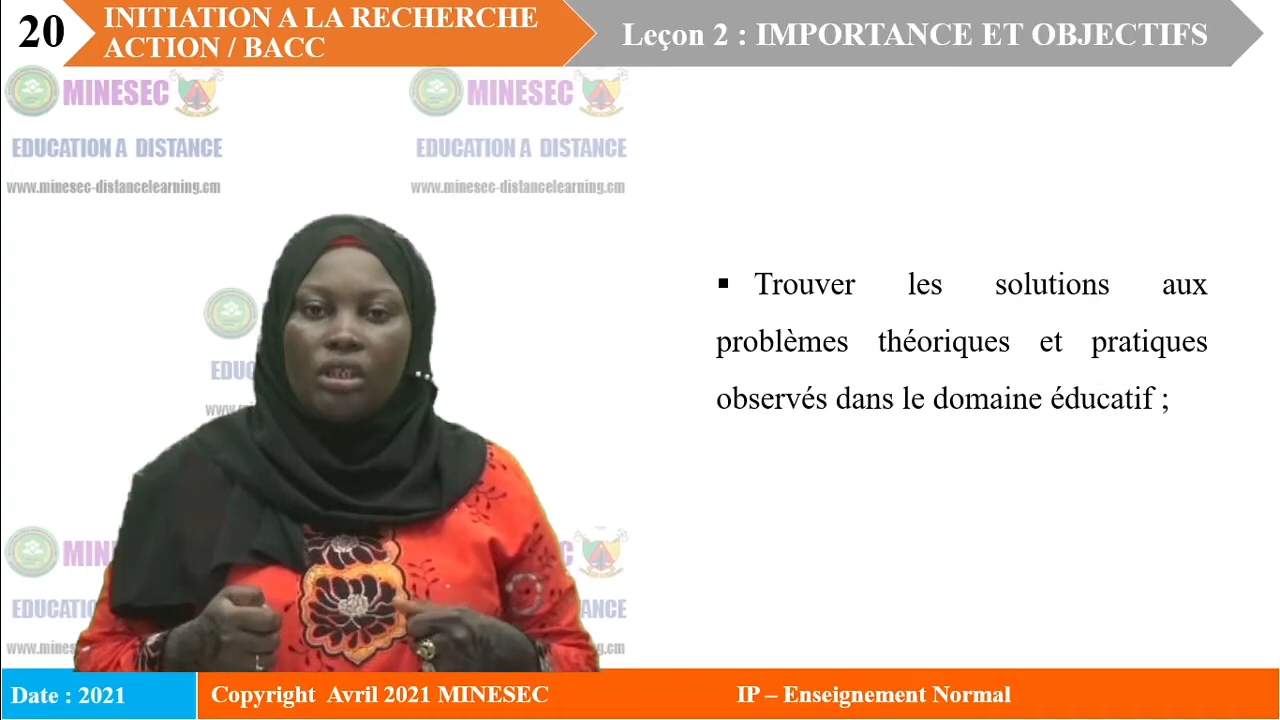 20
INITIATION A LA RECHERCHE
ACTION / BACC
Leçon 2 : IMPORTANCE ET OBJECTIFS
MINESEC
MINESEC
EDUCATION A DISTANCE
EDUCATION A DISTANCE
www.minesec-distancelearning.cm
www.minesec-distancelearning.cm
▪ Trouver les solutions aux
problèmes théoriques et pratiques
observés dans le domaine éducatif ;
Date : 2021
Copyright Avril 2021 MINESEC
IP – Enseignement Normal